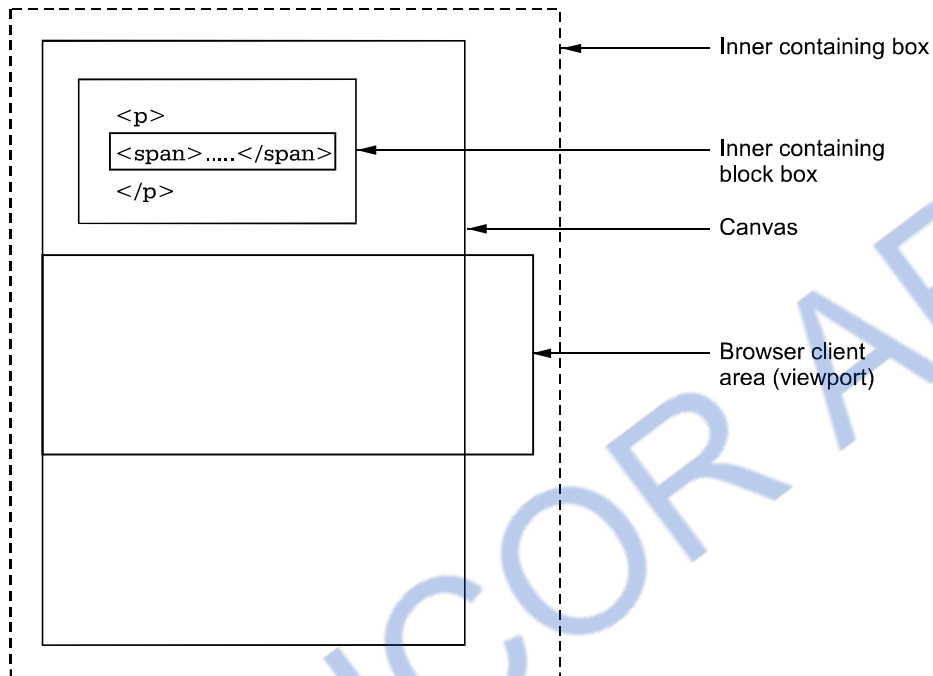 Inner containing box
<p>
<span>.....</span>
</p>
Inner containing
block box
Canvas
Browser client
area (viewport)